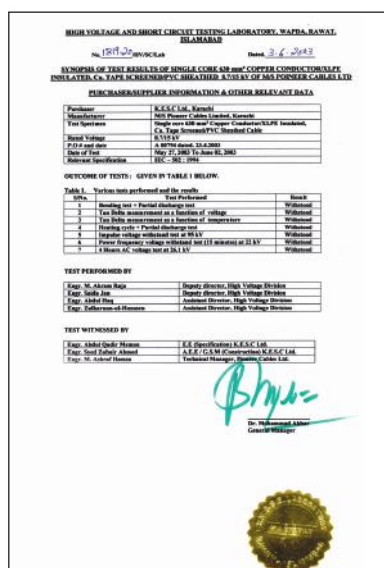 HIGH VOLTAGE AND SHORT CIRCUIT TESTING LABORATORY, WAPDA, RAWAT,
ISLAMABAD
No. /HV/SC/Lab Dated. 3.6.2003
SYNOPSIS OF TEST RESULTS OF SINGLE CORE 630 mm² COPPER CONDUCTOR/XLPE
INSULATED, Cu. TAPE SCREENED/PVC SHEATHED 8.7/15 kV OF M/S POINEER CABLES LTD
PURCHASER/SUPPLIER INFORMATION & OTHER RELEVANT DATA
Purchaser K.E.S.C Ltd., Karachi
Manufacturer M/S Pioneer Cables Limited, Karachi
Test Specimen Single core 630 mm² Copper Conductor/XLPE Insulated,
Cu. Tape Screened/PVC Sheathed Cable
Rated Voltage 8.7/15 kV
P.O # and date A 00794 dated. 23.4.2003
Date of Test May 27, 2003 To June 02, 2003
Relevant Specification IEC – 502 : 1994
OUTCOME OF TESTS: GIVEN IN TABLE 1 BELOW.
Table 1. Various tests performed and the results
S/No. Test Performed Result
1 Bending test + Partial discharge test Withstood
2 Tan Delta measurement as a function of voltage Withstood
3 Tan Delta measurement as a function of temperature Withstood
4 Heating cycle + Partial discharge test Withstood
5 Impulse voltage withstand test at 95 kV Withstood
6 Power frequency voltage withstand test (15 minutes) at 22 kV Withstood
7 4 Hours AC voltage test at 26.1 kV Withstood
TEST PERFORMED BY
Engr. M. Akram Raja Deputy director, High Voltage Division
Engr. Saida Jan Deputy director, High Voltage Division
Engr. Abdul Haq Assistant Director, High Voltage Division
Engr. Zulkarnan-ul-Hassnen Assistant Director, High Voltage Division
TEST WITNESSED BY
Engr. Abdul Qadir Memon E.E (Specification) K.E.S.C Ltd.
Engr. Syed Zubair Ahmed A.E.E / G.S.M (Construction) K.E.S.C Ltd.
Engr. M. Ashraf Technical Manager, Pioneer Cables Ltd.
Dr. Mohammad Akbar
General Manager